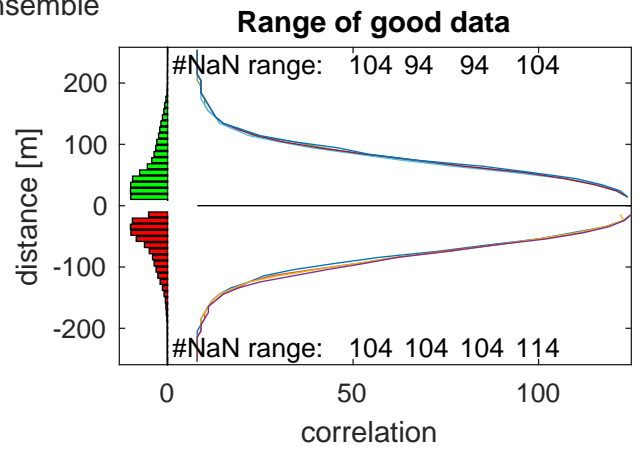 Range of good data
#NaN range: 104 94 94 104
200
100
0
-100
-200
distance [m]
#NaN range: 104 104 104 114
0 50 100
correlation